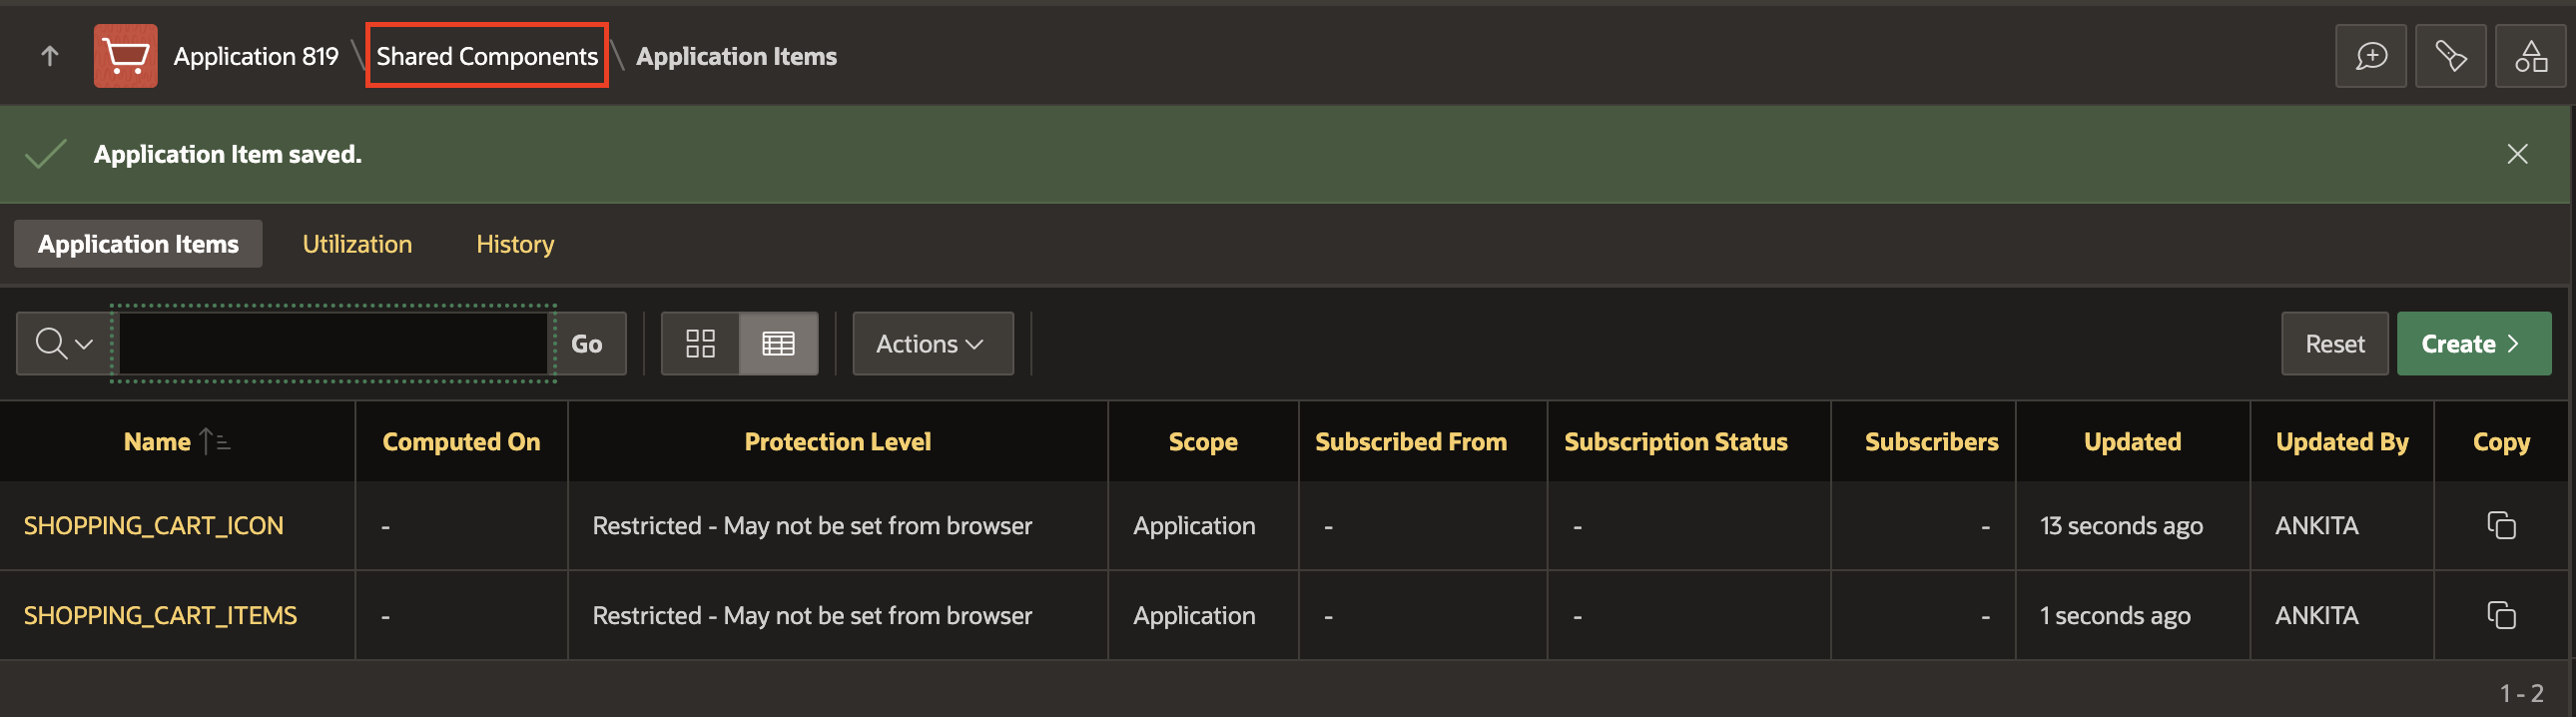 Application 819 \ Shared Components \ Application Items
Application Item saved.
Application Items Utilization History
Go Actions Reset Create
Name Computed On Protection Level Scope Subscribed From Subscription Status Subscribers Updated Updated By Copy
SHOPPING_CART_ICON - Restricted - May not be set from browser Application - - - 13 seconds ago ANKITA
SHOPPING_CART_ITEMS - Restricted - May not be set from browser Application - - - 1 seconds ago ANKITA
1 - 2